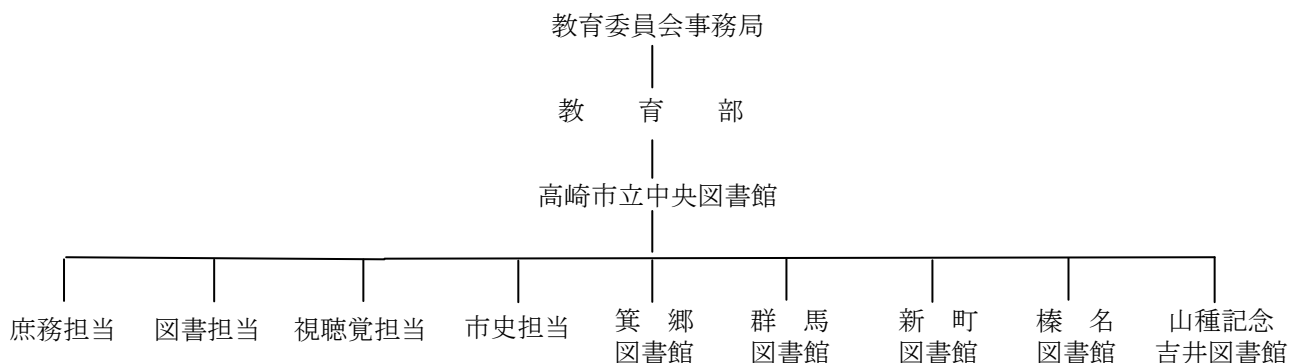 教育委員会事務局
教　育　部
高崎市立中央図書館
庶務担当
図書担当
視聴覚担当
市史担当
箕　郷
図書館
群　馬
図書館
新　町
図書館
榛　名
図書館
山種記念
吉井図書館